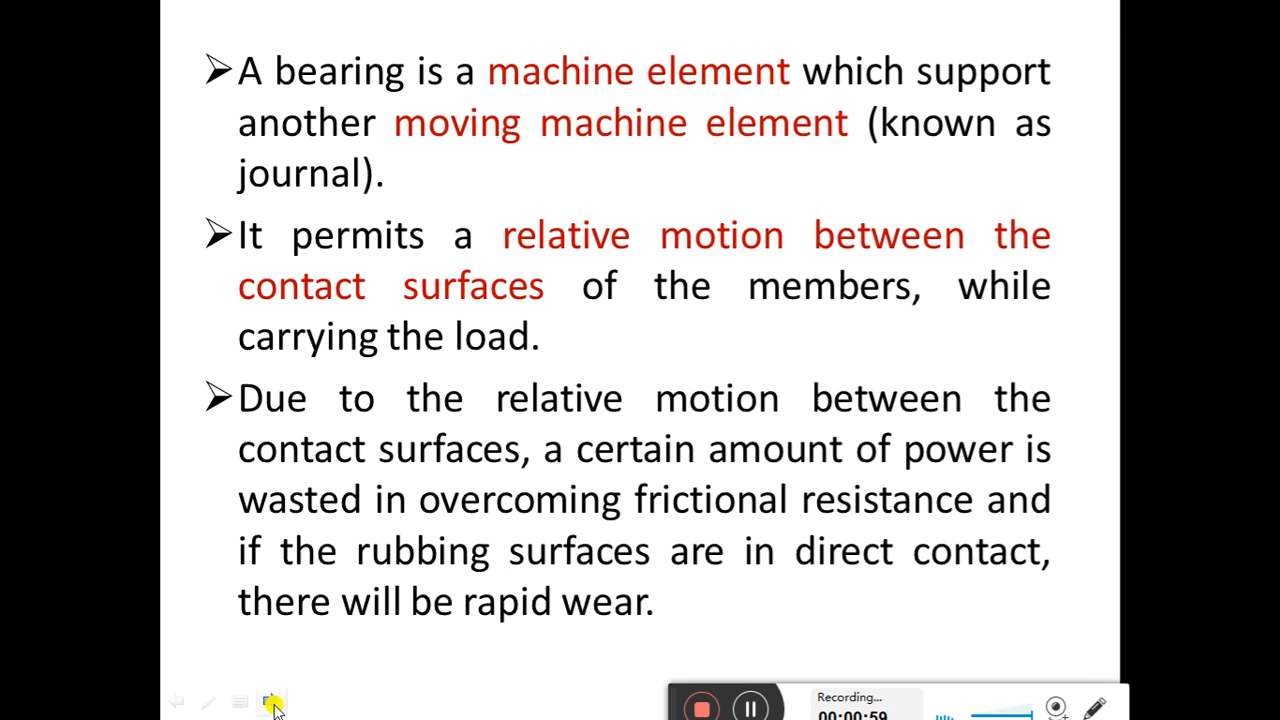 A bearing is a machine element which support
another moving machine element (known as
journal).
It permits a relative motion between the
contact surfaces of the members, while
carrying the load.
Due to the relative motion between the
contact surfaces, a certain amount of power is
wasted in overcoming frictional resistance and
if the rubbing surfaces are in direct contact,
there will be rapid wear.
Recording...
00:00:59